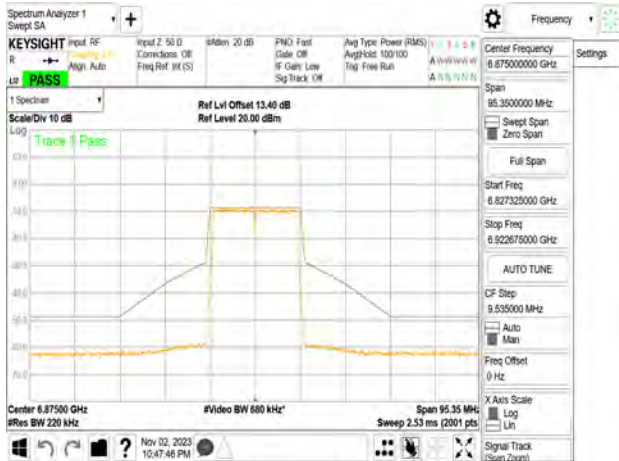 Spectrum Analyzer 1
Swept SA
+
Frequency
KEYSIGHT
Input: RF
Input Z: 50 Ω
#Atten: 20 dB
PNO: Fast
Avg Type: Power (RMS)
Center Frequency
Settings
R
Corrections: Off
Gate: Off
Avg|Hold: 100/100
6.875000000 GHz
Align: Auto
Freq Ref: Int (S)
IF Gain: Low
Trig: Free Run
Sig Track: Off
PASS
Span
95.3500000 MHz
1 Spectrum
Ref Lvl Offset 13.40 dB
Swept Span
Zero Span
Scale/Div 10 dB
Ref Level 20.00 dBm
Log
Trace 1 Pass
Full Span
Start Freq
6.827325000 GHz
Stop Freq
6.922675000 GHz
AUTO TUNE
CF Step
9.535000 MHz
Auto
Man
Freq Offset
0 Hz
X Axis Scale
Log
Lin
Center 6.87500 GHz
#Video BW 680 kHz*
Span 95.35 MHz
#Res BW 220 kHz
Sweep 2.53 ms (2001 pts)
?
Nov 02, 2023
10:47:46 PM
Signal Track
(Span Zoom)